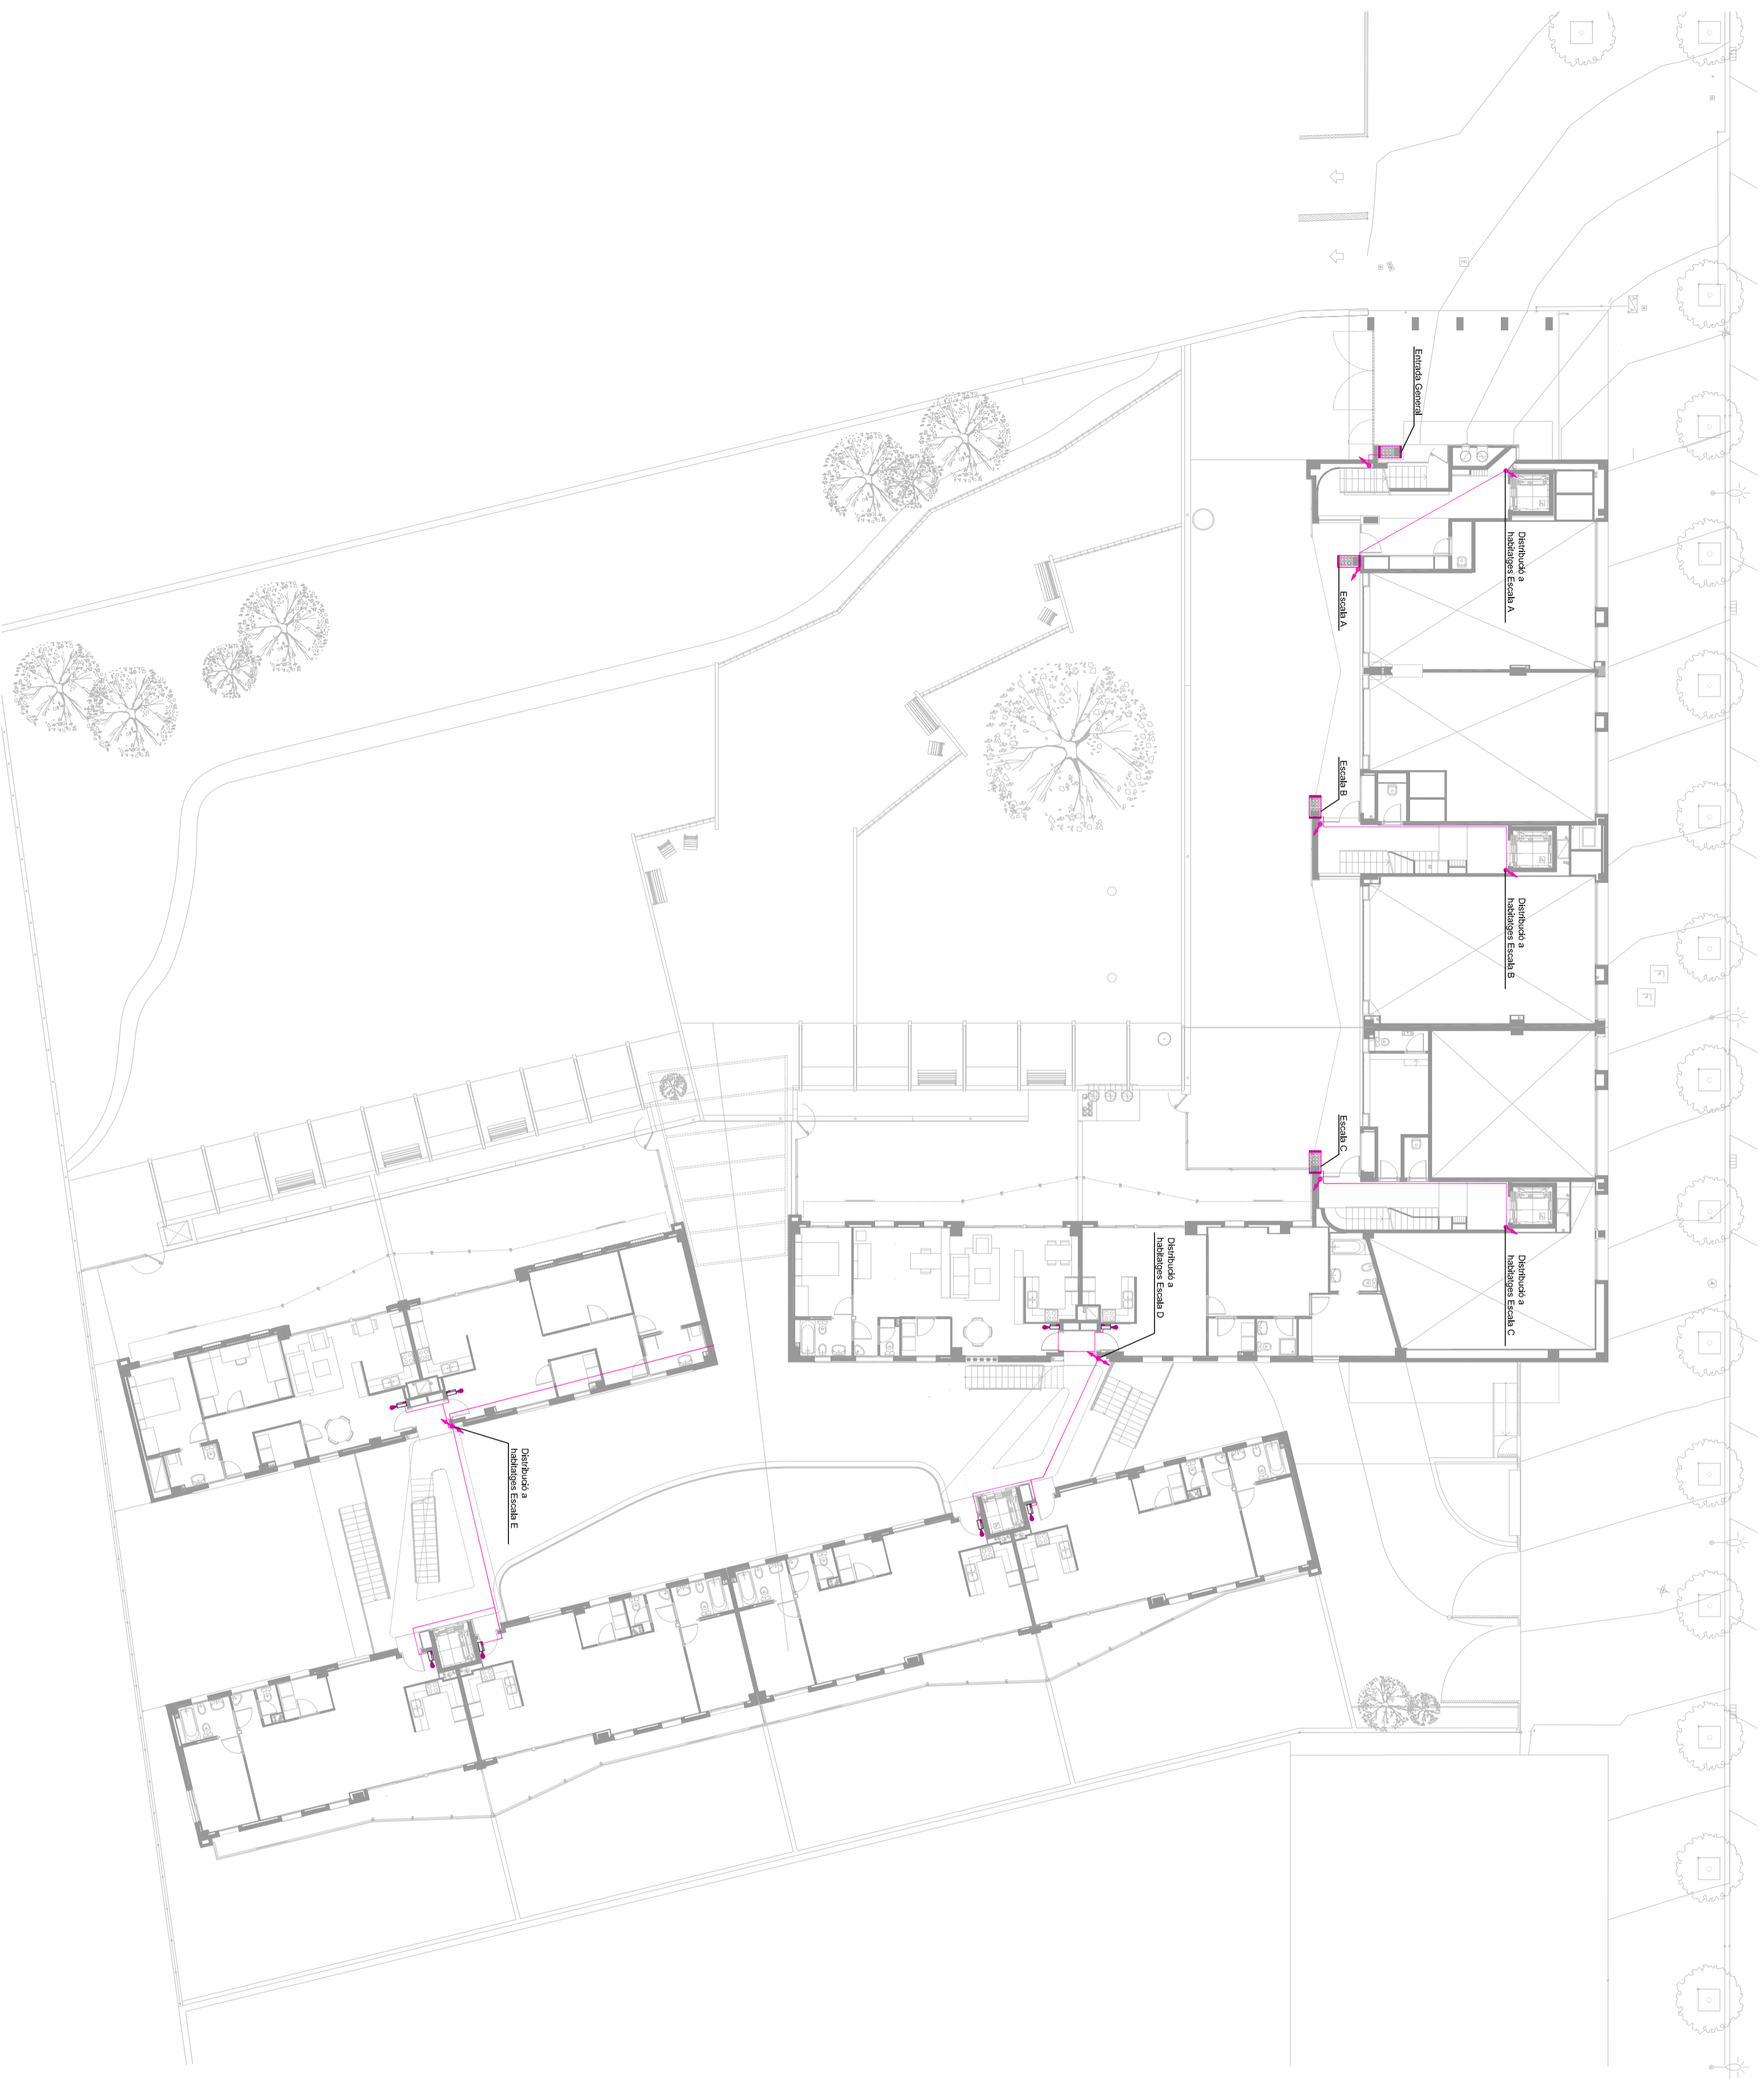 Entrada General
Distribució a
habitatges Escala A
Escala A
Escala B
Distribució a
habitatges Escala B
Escala C
Distribució a
habitatges Escala C
Distribució a
habitatges Escala D
Distribució a
habitatges Escala E